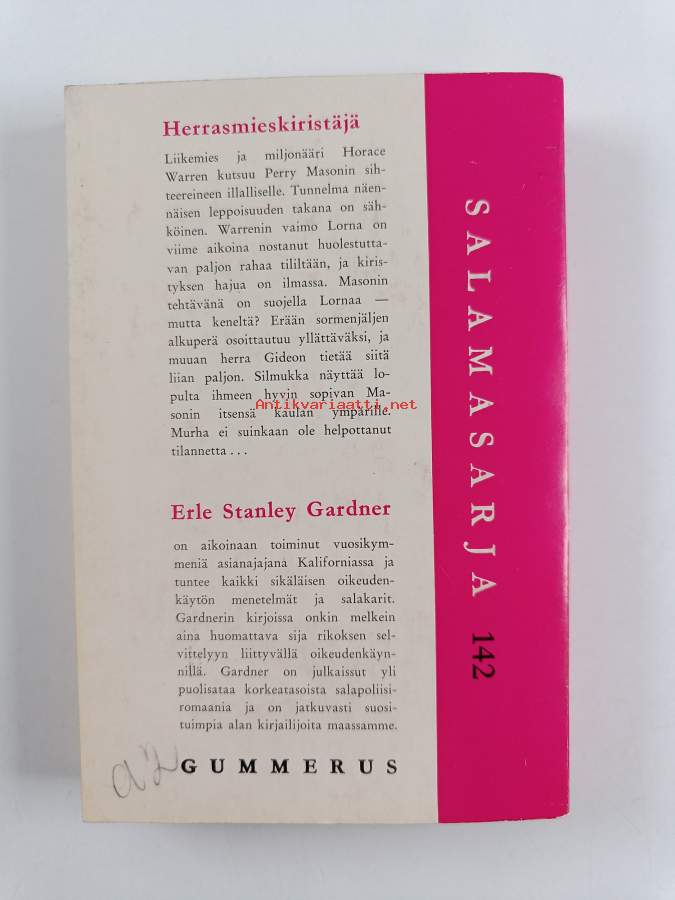 Herrasmieskiristäjä
Liikemies ja miljonääri Horace
Warren kutsuu Perry Masonin sih-
teereineen illalliselle. Tunnelma näen-
näisen leppoisuuden takana on säh-
köinen. Warrenin vaimo Lorna on
viime aikoina nostanut huolestutta-
van paljon rahaa tililtään, ja kiris-
tyksen hajua on ilmassa. Masonin
tehtävänä on suojella Lornaa —
mutta keneltä? Erään sormenjäljen
alkuperä osoittautuu yllättäväksi, ja
muuan herra Gideon tietää siitä
liian paljon. Silmukka näyttää lo-
pulta ihmeen hyvin sopivan Ma-
sonin itsensä kaulan ympärille.
Murha ei suinkaan ole helpottanut
tilannetta . . .
Antikvariaatti.net
Erle Stanley Gardner
on aikoinaan toiminut vuosikym-
meniä asianajajana Kaliforniassa ja
tuntee kaikki sikäläisen oikeuden-
käytön menetelmät ja salakarit.
Gardnerin kirjoissa onkin melkein
aina huomattava sija rikoksen sel-
vittelyyn liittyvällä oikeudenkäyn-
nillä. Gardner on julkaissut yli
puolisataa korkeatasoista salapoliisi-
romaania ja on jatkuvasti suosi-
tuimpia alan kirjailijoita maassamme.
GUMMERUS
SALAMASARJA 142